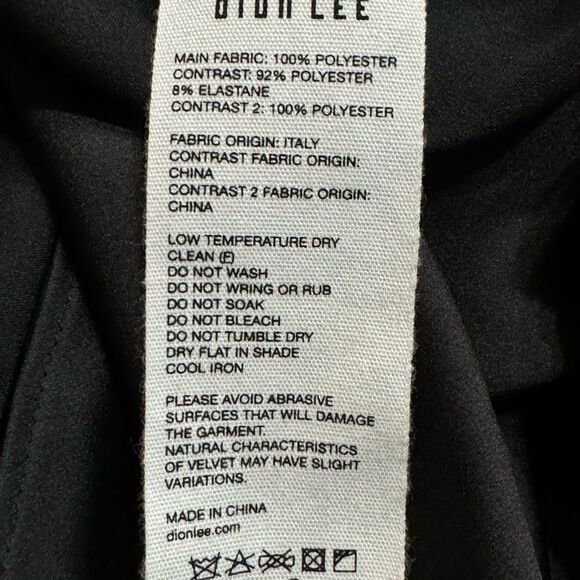 DION LEE
MAIN FABRIC: 100% POLYESTER
CONTRAST: 92% POLYESTER
8% ELASTANE
CONTRAST 2: 100% POLYESTER
FABRIC ORIGIN: ITALY
CONTRAST FABRIC ORIGIN:
CHINA
CONTRAST 2 FABRIC ORIGIN:
CHINA
LOW TEMPERATURE DRY
CLEAN (F)
DO NOT WASH
DO NOT WRING OR RUB
DO NOT SOAK
DO NOT BLEACH
DO NOT TUMBLE DRY
DRY FLAT IN SHADE
COOL IRON
PLEASE AVOID ABRASIVE
SURFACES THAT WILL DAMAGE
THE GARMENT.
NATURAL CHARACTERISTICS
OF VELVET MAY HAVE SLIGHT
VARIATIONS.
MADE IN CHINA
dionlee.com